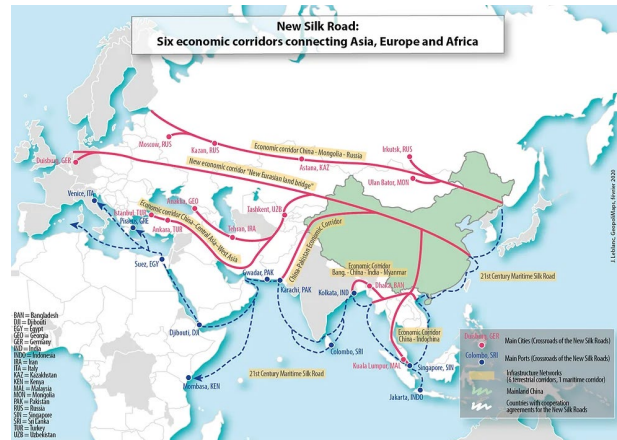 New Silk Road:
Six economic corridors connecting Asia, Europe and Africa
Moscow, RUS
Kazan, RUS
Economic corridor China - Mongolia - Russia
Irkutsk, RUS
Astana, KAZ
Ulan Bator, MON
Duisburg, GER
New economic corridor "New Eurasian land bridge"
Venice, ITA
Istanbul, TUR
Ankara, TUR
Economic corridor China - Central Asia - West Asia
Tashkent, UZB
Tehran, IRA
China-Pakistan Economic Corridor
Suez, EGY
Gwadar, PAK
Karachi, PAK
Economic Corridor
Bang. - China - India - Myanmar
Kolkata, IND
Dhaka, BAN
21st Century Maritime Silk Road
Djibouti, DJI
Colombo, SRI
Economic Corridor
China - Indochina
21st Century Maritime Silk Road
Mombasa, KEN
Kuala Lumpur, MAL
Singapore, SIN
Jakarta, INDO
BAN = Bangladesh
DJI = Djibouti
EGY = Egypt
GEO = Georgia
GER = Germany
IND = India
INDO = Indonesia
IRA = Iran
ITA = Italy
KAZ = Kazakhstan
KEN = Kenya
MAL = Malaysia
MON = Mongolia
PAK = Pakistan
RUS = Russia
SIN = Singapore
SRI = Sri Lanka
TUR = Turkey
UZB = Uzbekistan
Main Cities (Crossroads of the New Silk Roads)
Colombo, SRI
Main Ports (Crossroads of the New Silk Roads)
Infrastructure Networks
(6 terrestrial corridors, 1 maritime corridor)
Mainland China
Countries with cooperation
agreements for the New Silk Roads